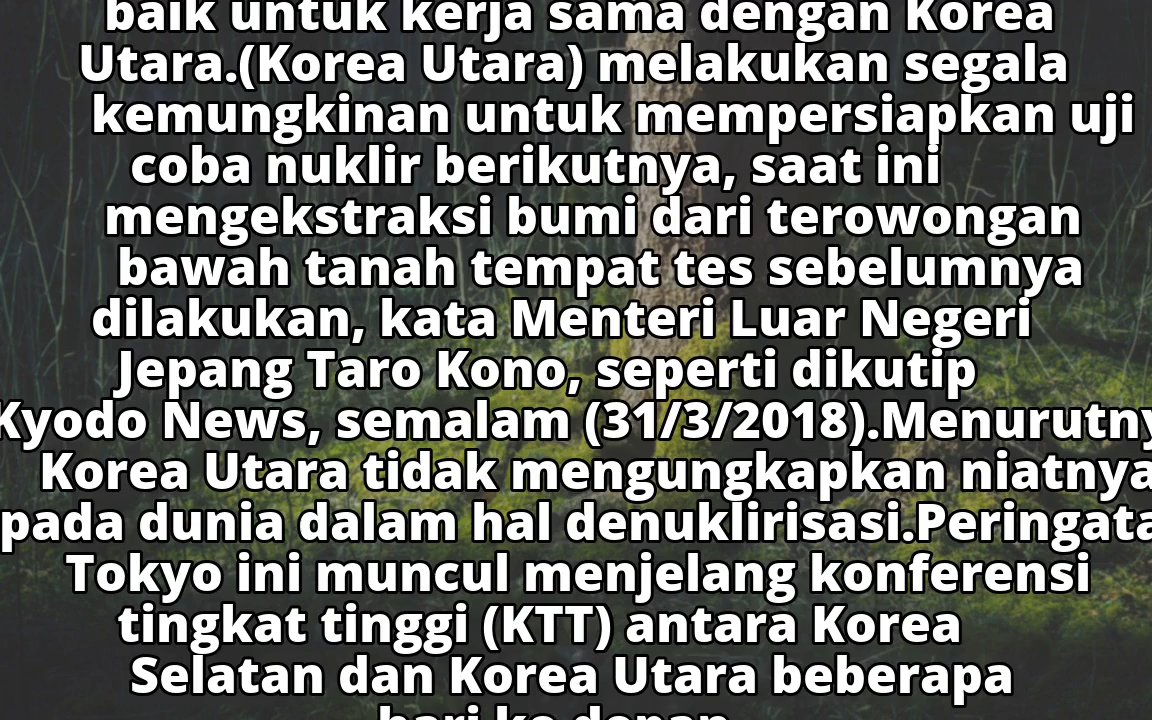 baik untuk kerja sama dengan Korea
Utara.(Korea Utara) melakukan segala
kemungkinan untuk mempersiapkan uji
coba nuklir berikutnya, saat ini
mengekstraksi bumi dari terowongan
bawah tanah tempat tes sebelumnya
dilakukan, kata Menteri Luar Negeri
Jepang Taro Kono, seperti dikutip
Kyodo News, semalam (31/3/2018).Menurutny
Korea Utara tidak mengungkapkan niatnya
pada dunia dalam hal denuklirisasi.Peringata
Tokyo ini muncul menjelang konferensi
tingkat tinggi (KTT) antara Korea
Selatan dan Korea Utara beberapa
hari ke depan